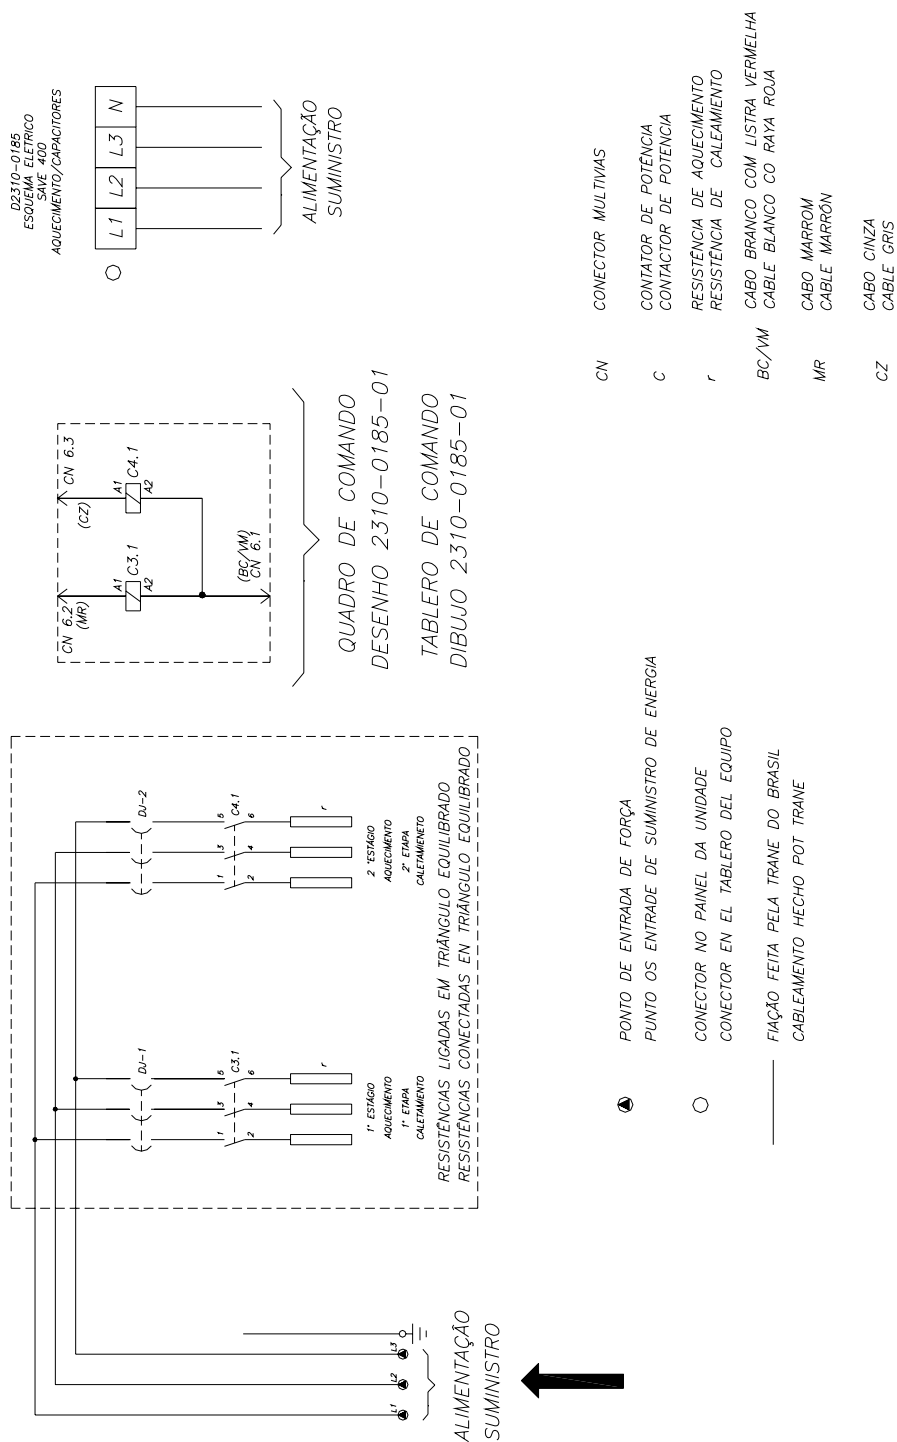 D2310-0185
ESQUEMA ELETRICO
SAVE 400
AQUECIMENTO/CAPACITORES
L1 L2 L3 N
ALIMENTAÇÃO
SUMINISTRO
CN 6.2
(MR)
A1
C3.1
A2
CN 6.3
(CZ)
A1
C4.1
A2
(BC/VM)
CN 6.1
QUADRO DE COMANDO
DESENHO 2310-0185-01
TABLERO DE COMANDO
DIBUJO 2310-0185-01
DJ-1
1 3 5
C3.1
2 4 6
r
1° ESTÁGIO
AQUECIMENTO
1° ETAPA
CALETAMIENTO
DJ-2
1 3 5
C4.1
2 4 6
r
2 °ESTÁGIO
AQUECIMENTO
2° ETAPA
CALETAMIENETO
RESISTÊNCIAS LIGADAS EM TRIÂNGULO EQUILIBRADO
RESISTÊNCIAS CONECTADAS EN TRIÂNGULO EQUILIBRADO
L1 L2 L3
ALIMENTAÇÃO
SUMINISTRO
PONTO DE ENTRADA DE FORÇA
PUNTO OS ENTRADE DE SUMINISTRO DE ENERGIA
CONECTOR NO PAINEL DA UNIDADE
CONECTOR EN EL TABLERO DEL EQUIPO
FIAÇÃO FEITA PELA TRANE DO BRASIL
CABLEAMENTO HECHO POT TRANE
CN CONECTOR MULTIVIAS
C CONTATOR DE POTÊNCIA
CONTACTOR DE POTENCIA
r RESISTÊNCIA DE AQUECIMENTO
RESISTÊNCIA DE CALEAMIENTO
BC/VM CABO BRANCO COM LISTRA VERMELHA
CABLE BLANCO CO RAYA ROJA
MR CABO MARROM
CABLE MARRÓN
CZ CABO CINZA
CABLE GRIS